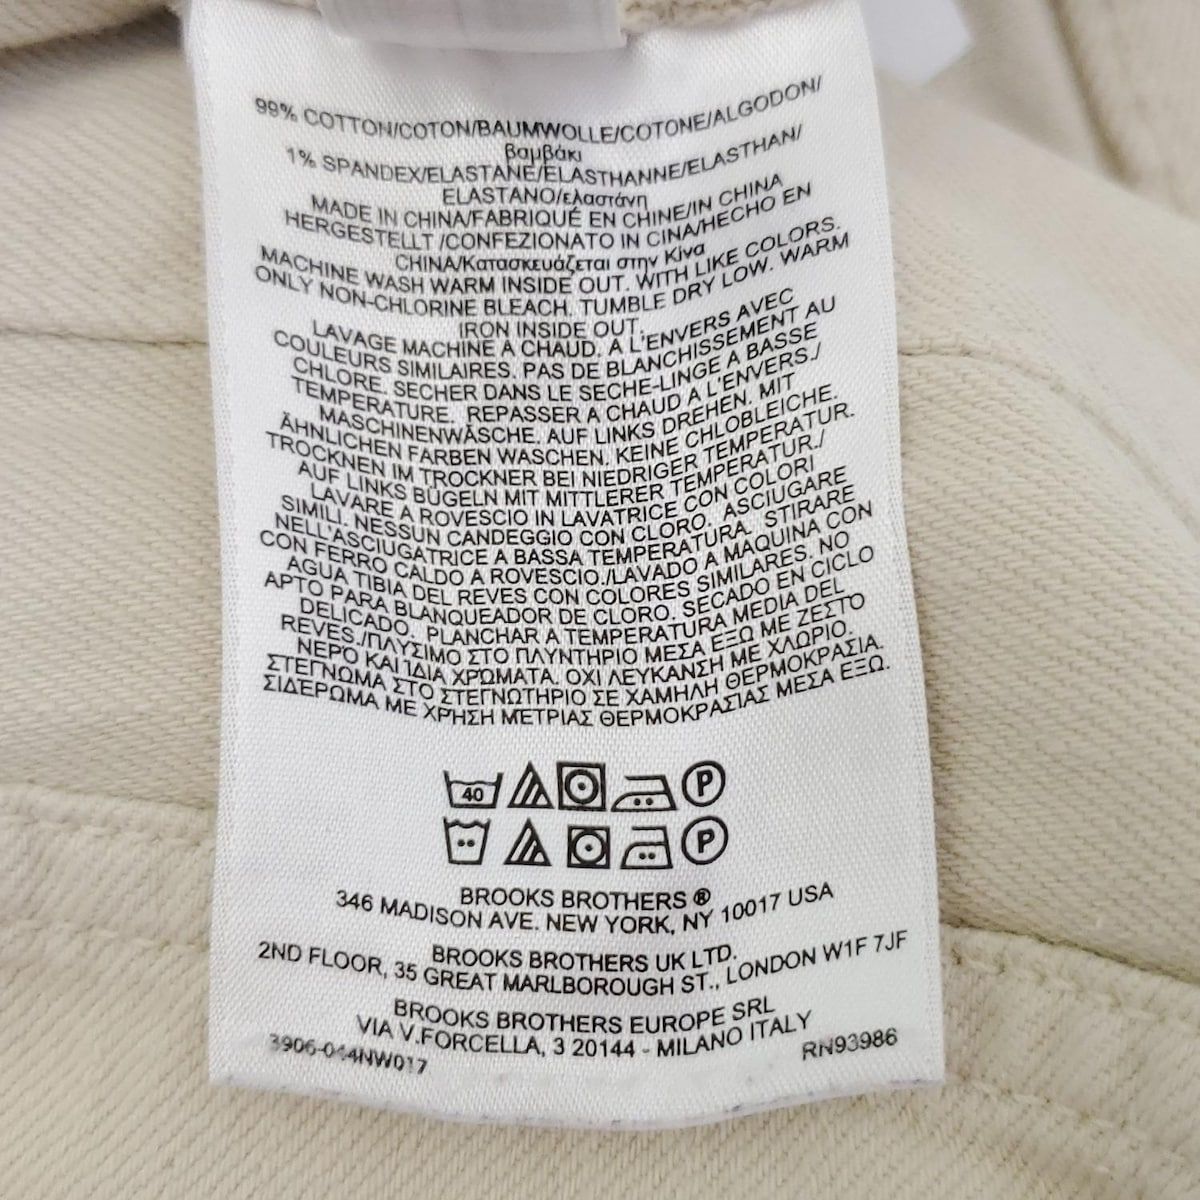 99% COTTON/COTON/BAUMWOLLE/COTONE/ALGODON/
βαμβάκι
1% SPANDEX/ELASTANE/ELASTHANNE/ELASTHAN/
ELASTANO/ελαστάνη
MADE IN CHINA/FABRIQUÉ EN CHINE/IN CHINA
HERGESTELLT /CONFEZIONATO IN CINA/HECHO EN
CHINA/Κατασκευάζεται στην Κίνα
MACHINE WASH WARM INSIDE OUT. WITH LIKE COLORS.
ONLY NON-CHLORINE BLEACH. TUMBLE DRY LOW. WARM
IRON INSIDE OUT.
LAVAGE MACHINE A CHAUD. A L'ENVERS AVEC
COULEURS SIMILAIRES. PAS DE BLANCHISSEMENT AU
CHLORE. SECHER DANS LE SECHE-LINGE A BASSE
TEMPERATURE. REPASSER A CHAUD A L'ENVERS./
MASCHINENWÄSCHE. AUF LINKS DREHEN. MIT
ÄHNLICHEN FARBEN WASCHEN. KEINE CHLOBLEICHE.
TROCKNEN IM TROCKNER BEI NIEDRIGER TEMPERATUR.
AUF LINKS BÜGELN MIT MITTLERER TEMPERATUR./
LAVARE A ROVESCIO IN LAVATRICE CON COLORI
SIMILI. NESSUN CANDEGGIO CON CLORO. ASCIUGARE
NELL'ASCIUGATRICE A BASSA TEMPERATURA. STIRARE
CON FERRO CALDO A ROVESCIO./LAVADO A MAQUINA CON
AGUA TIBIA DEL REVES CON COLORES SIMILARES. NO
APTO PARA BLANQUEADOR DE CLORO. SECADO EN CICLO
DELICADO. PLANCHAR A TEMPERATURA MEDIA DEL
REVES./ΠΛΥΣΙΜΟ ΣΤΟ ΠΛΥΝΤΗΡΙΟ ΜΕΣΑ ΕΞΩ ΜΕ ΖΕΣΤΟ
ΝΕΡΟ ΚΑΙ ΙΔΙΑ ΧΡΩΜΑΤΑ. ΟΧΙ ΛΕΥΚΑΝΣΗ ΜΕ ΧΛΩΡΙΟ.
ΣΤΕΓΝΩΜΑ ΣΤΟ ΣΤΕΓΝΩΤΗΡΙΟ ΣΕ ΧΑΜΗΛΗ ΘΕΡΜΟΚΡΑΣΙΑ.
ΣΙΔΕΡΩΜΑ ΜΕ ΧΡΗΣΗ ΜΕΤΡΙΑΣ ΘΕΡΜΟΚΡΑΣΙΑΣ ΜΕΣΑ ΕΞΩ.
40 P
P
BROOKS BROTHERS ®
346 MADISON AVE. NEW YORK, NY 10017 USA
BROOKS BROTHERS UK LTD.
2ND FLOOR, 35 GREAT MARLBOROUGH ST., LONDON W1F 7JF
BROOKS BROTHERS EUROPE SRL
VIA V.FORCELLA, 3 20144 - MILANO ITALY
3906-044NW017 RN93986